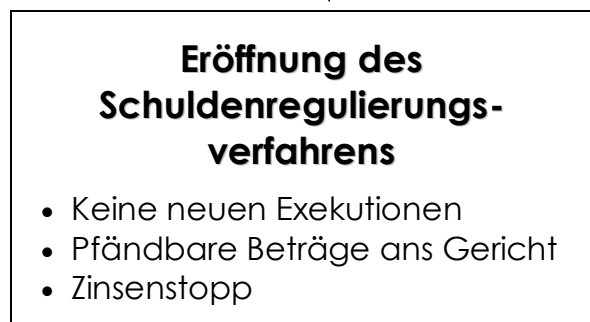 Eröffnung des
Schuldenregulierungs-
verfahrens
• Keine neuen Exekutionen
• Pfändbare Beträge ans Gericht
• Zinsenstopp